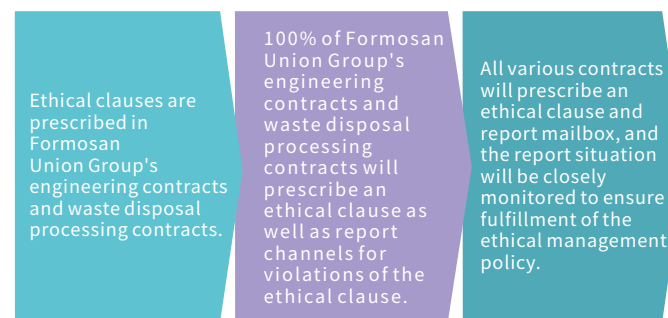 Ethical clauses are
prescribed in
Formosan
Union Group's
engineering contracts
and waste disposal
processing contracts.
100% of Formosan
Union Group's
engineering
contracts and
waste disposal
processing
contracts will
prescribe an
ethical clause as
well as report
channels for
violations of the
ethical clause.
All various contracts
will prescribe an
ethical clause and
report mailbox, and
the report situation
will be closely
monitored to ensure
fulfillment of the
ethical management
policy.